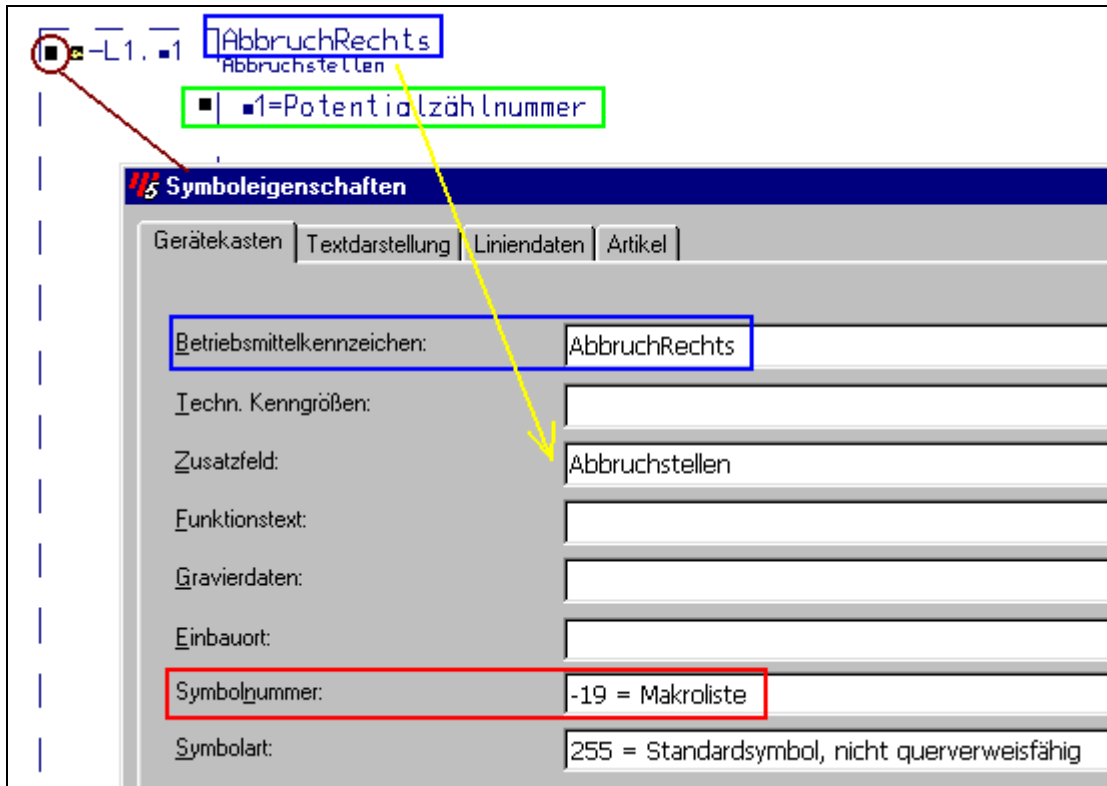 -L1. 1 AbbruchRechts
Abbruchstellen
1=Potentialzählnummer
5 Symboleigenschaften
Gerätekasten Textdarstellung Liniendaten Artikel
Betriebsmittelkennzeichen: AbbruchRechts
Techn. Kenngrößen:
Zusatzfeld: Abbruchstellen
Funktionstext:
Gravierdaten:
Einbauort:
Symbolnummer: -19 = Makroliste
Symbolart: 255 = Standardsymbol, nicht querverweisfähig